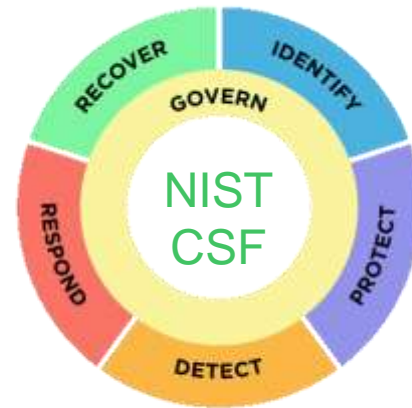 RECOVER
IDENTIFY
GOVERN
NIST
CSF
RESPOND
PROTECT
DETECT